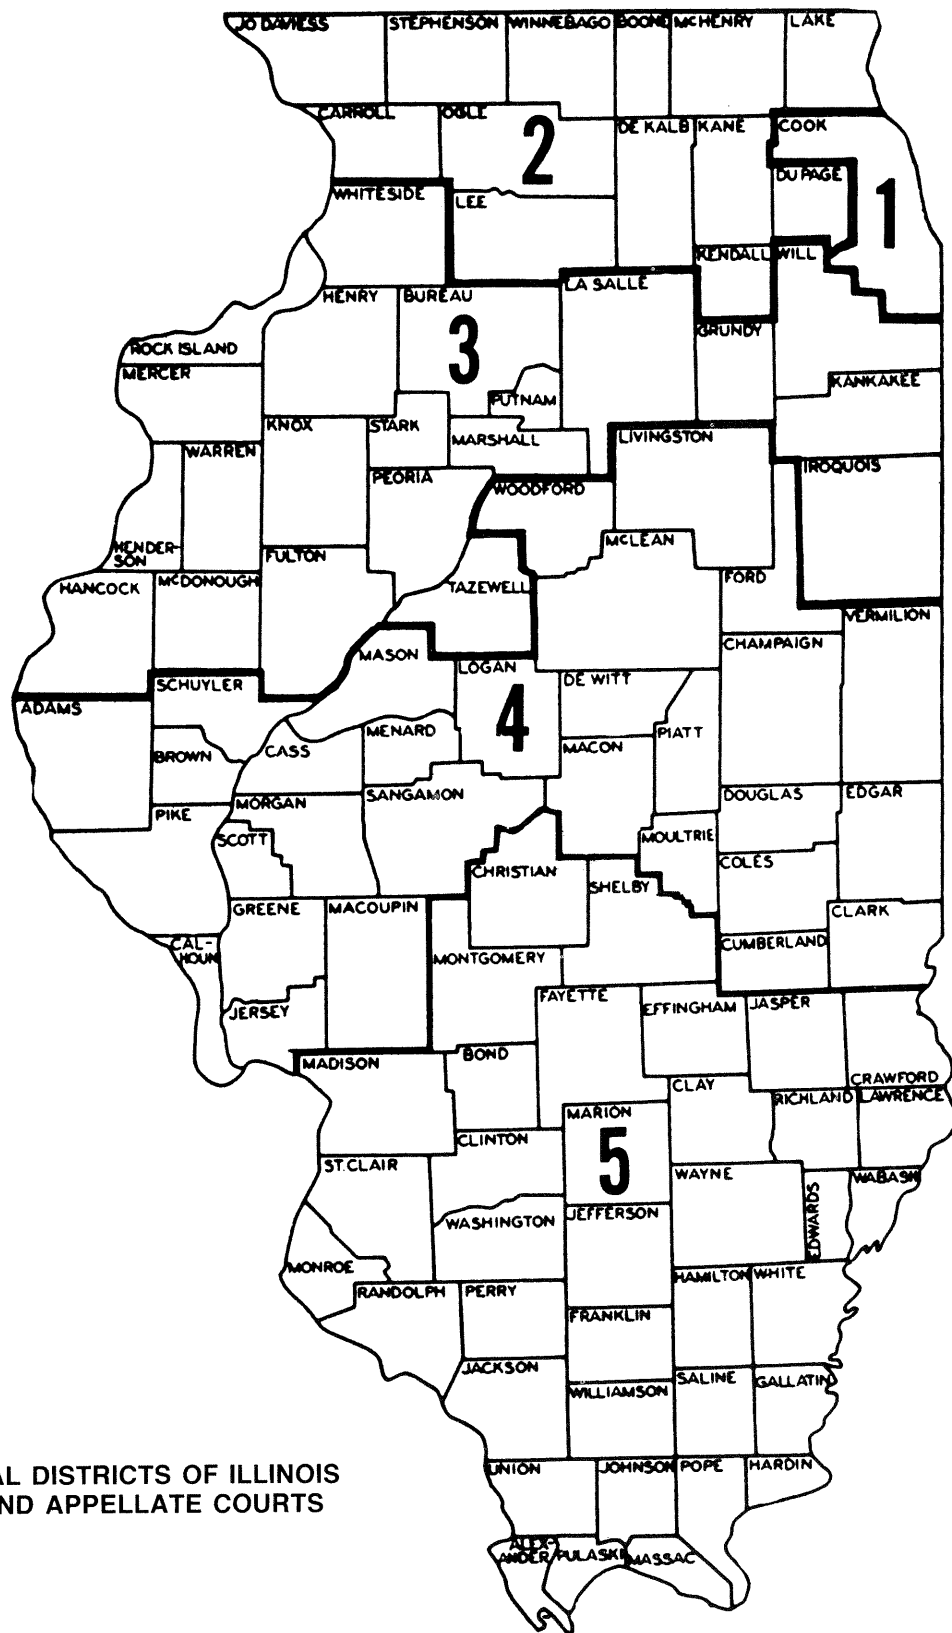 JO DAVIESS STEPHENSON WINNEBAGO BOONE McHENRY LAKE
CARROLL OGLE DE KALB KANE COOK
2
DU PAGE
WHITESIDE LEE 1
KENDALL WILL
HENRY BUREAU LA SALLE
GRUNDY
3
ROCK ISLAND
MERCER KANKAKEE
PUTNAM
KNOX STARK MARSHALL LIVINGSTON
WARREN IROQUOIS
PEORIA WOODFORD
McLEAN
HENDER-
SON
FULTON
HANCOCK McDONOUGH TAZEWELL FORD
VERMILION
CHAMPAIGN
MASON LOGAN
SCHUYLER DE WITT
ADAMS 4
MENARD PIATT
BROWN CASS MACON
PIKE MORGAN SANGAMON DOUGLAS EDGAR
SCOTT MOULTRIE
CHRISTIAN SHELBY COLES
GREENE MACOUPIN CLARK
CAL-
HOUN
MONTGOMERY CUMBERLAND
FAYETTE
JERSEY EFFINGHAM JASPER
MADISON BOND
CLAY CRAWFORD
RICHLAND LAWRENCE
MARION
CLINTON 5
ST. CLAIR WAYNE WABASH
EDWARDS
WASHINGTON JEFFERSON
MONROE HAMILTON WHITE
RANDOLPH PERRY
FRANKLIN
JACKSON SALINE GALLATIN
WILLIAMSON
UNION JOHNSON POPE HARDIN
AL DISTRICTS OF ILLINOIS
ND APPELLATE COURTS
ALEX-
ANDER PULASKI MASSAC